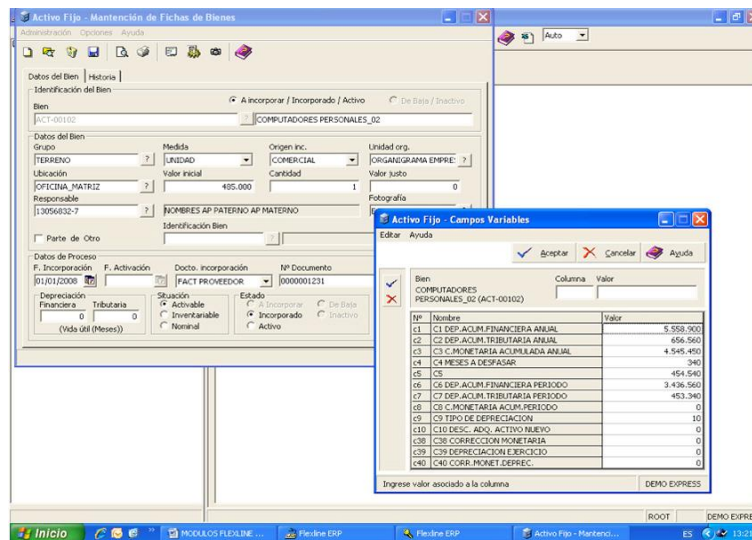 Activo Fijo - Mantención de Fichas de Bienes
Administración Opciones Ayuda
Auto
Datos del Bien Historia
Identificación del Bien
A incorporar / Incorporado / Activo De Baja / Inactivo
Bien
ACT-00102 ? COMPUTADORES PERSONALES_02
Datos del Bien
Grupo Medida Origen inc. Unidad org.
TERRENO ? UNIDAD COMERCIAL ORGANIGRAMA EMPRE: ?
Ubicación Valor inicial Cantidad Valor justo
OFICINA_MATRIZ ? 485.000 1 0
Responsable Fotografía
13056832-7 ? NOMBRES AP PATERNO AP MATERNO
Identificación Bien
Parte de Otro ?
Datos de Proceso
F. Incorporación F. Activación Docto. incorporación Nº Documento
01/01/2008 FACT PROVEEDOR 0000001231
Depreciación Situación Estado
Financiera Tributaria Activable A Incorporar De Baja
0 0 Inventariable Incorporado Inactivo
(Vida útil (Meses)) Nominal Activo
Activo Fijo - Campos Variables
Editar Ayuda
Aceptar Cancelar Ayuda
Bien Columna Valor
COMPUTADORES
PERSONALES_02 (ACT-00102)
Nº Nombre Valor
c1 C1 DEP.ACUM.FINANCIERA ANUAL 5.558.900
c2 C2 DEP.ACUM.TRIBUTARIA ANUAL 656.560
c3 C3 C.MONETARIA ACUMULADA ANUAL 4.545.450
c4 C4 MESES A DESFASAR 340
c5 C5 454.540
c6 C6 DEP.ACUM.FINANCIERA PERIODO 3.436.560
c7 C7 DEP.ACUM.TRIBUTARIA PERIODO 453.340
c8 C8 C.MONETARIA ACUM.PERIODO 0
c9 C9 TIPO DE DEPRECIACION 10
c10 C10 DESC. ADQ. ACTIVO NUEVO 0
c38 C38 CORRECCION MONETARIA 0
c39 C39 DEPRECIACION EJERCICIO 0
c40 C40 CORR.MONET.DEPREC. 0
Ingrese valor asociado a la columna DEMO EXPRESS
ROOT DEMO EXPRE
Inicio » MODULOS FLEXLINE ... Flexline ERP Flexline ERP Activo Fijo - Mantenci... ES 13:21